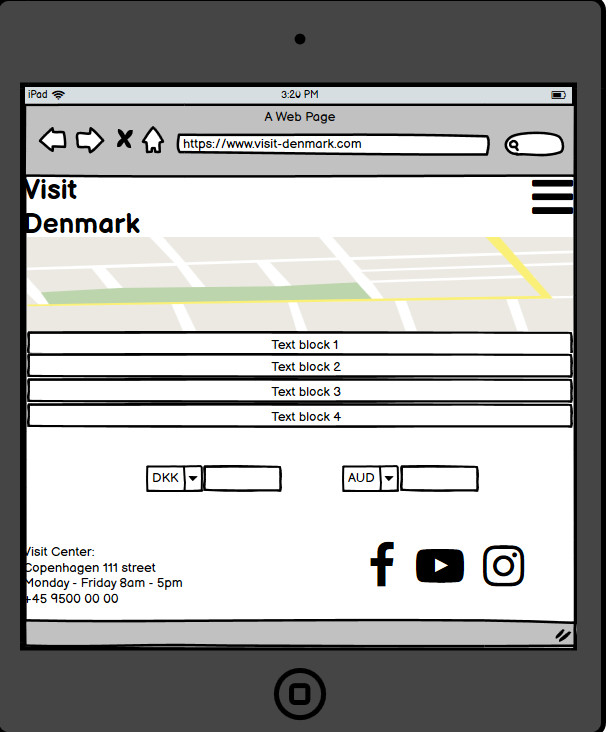 iPad
3:20 PM
A Web Page
https://www.visit-denmark.com
Visit
Denmark
Text block 1
Text block 2
Text block 3
Text block 4
DKK
AUD
Visit Center:
Copenhagen 111 street
Monday - Friday 8am - 5pm
+45 9500 00 00